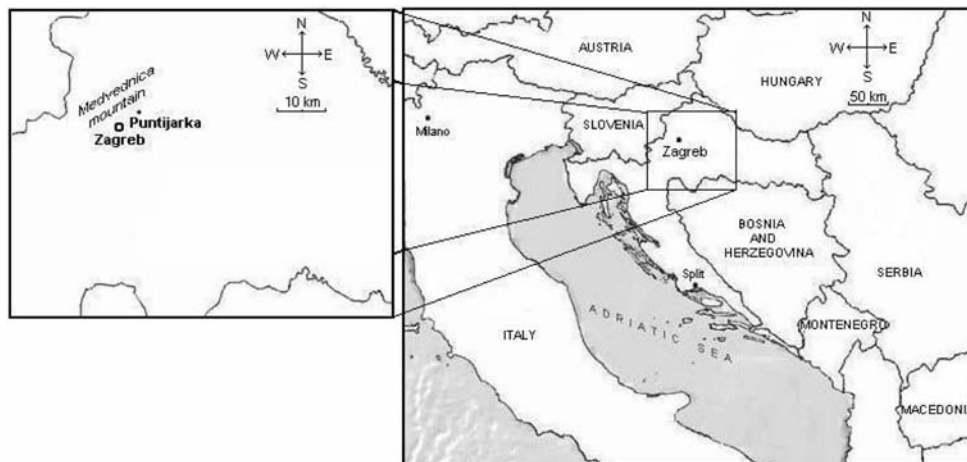 N
W E
S
10 km
Medvednica
mountain
Puntijarka
Zagreb
AUSTRIA
N
W E
S
50 km
HUNGARY
Milano
SLOVENIA
Zagreb
BOSNIA
AND
HERZEGOVINA
SERBIA
Split
ITALY
ADRIATIC SEA
MONTENEGRO
MACEDONI